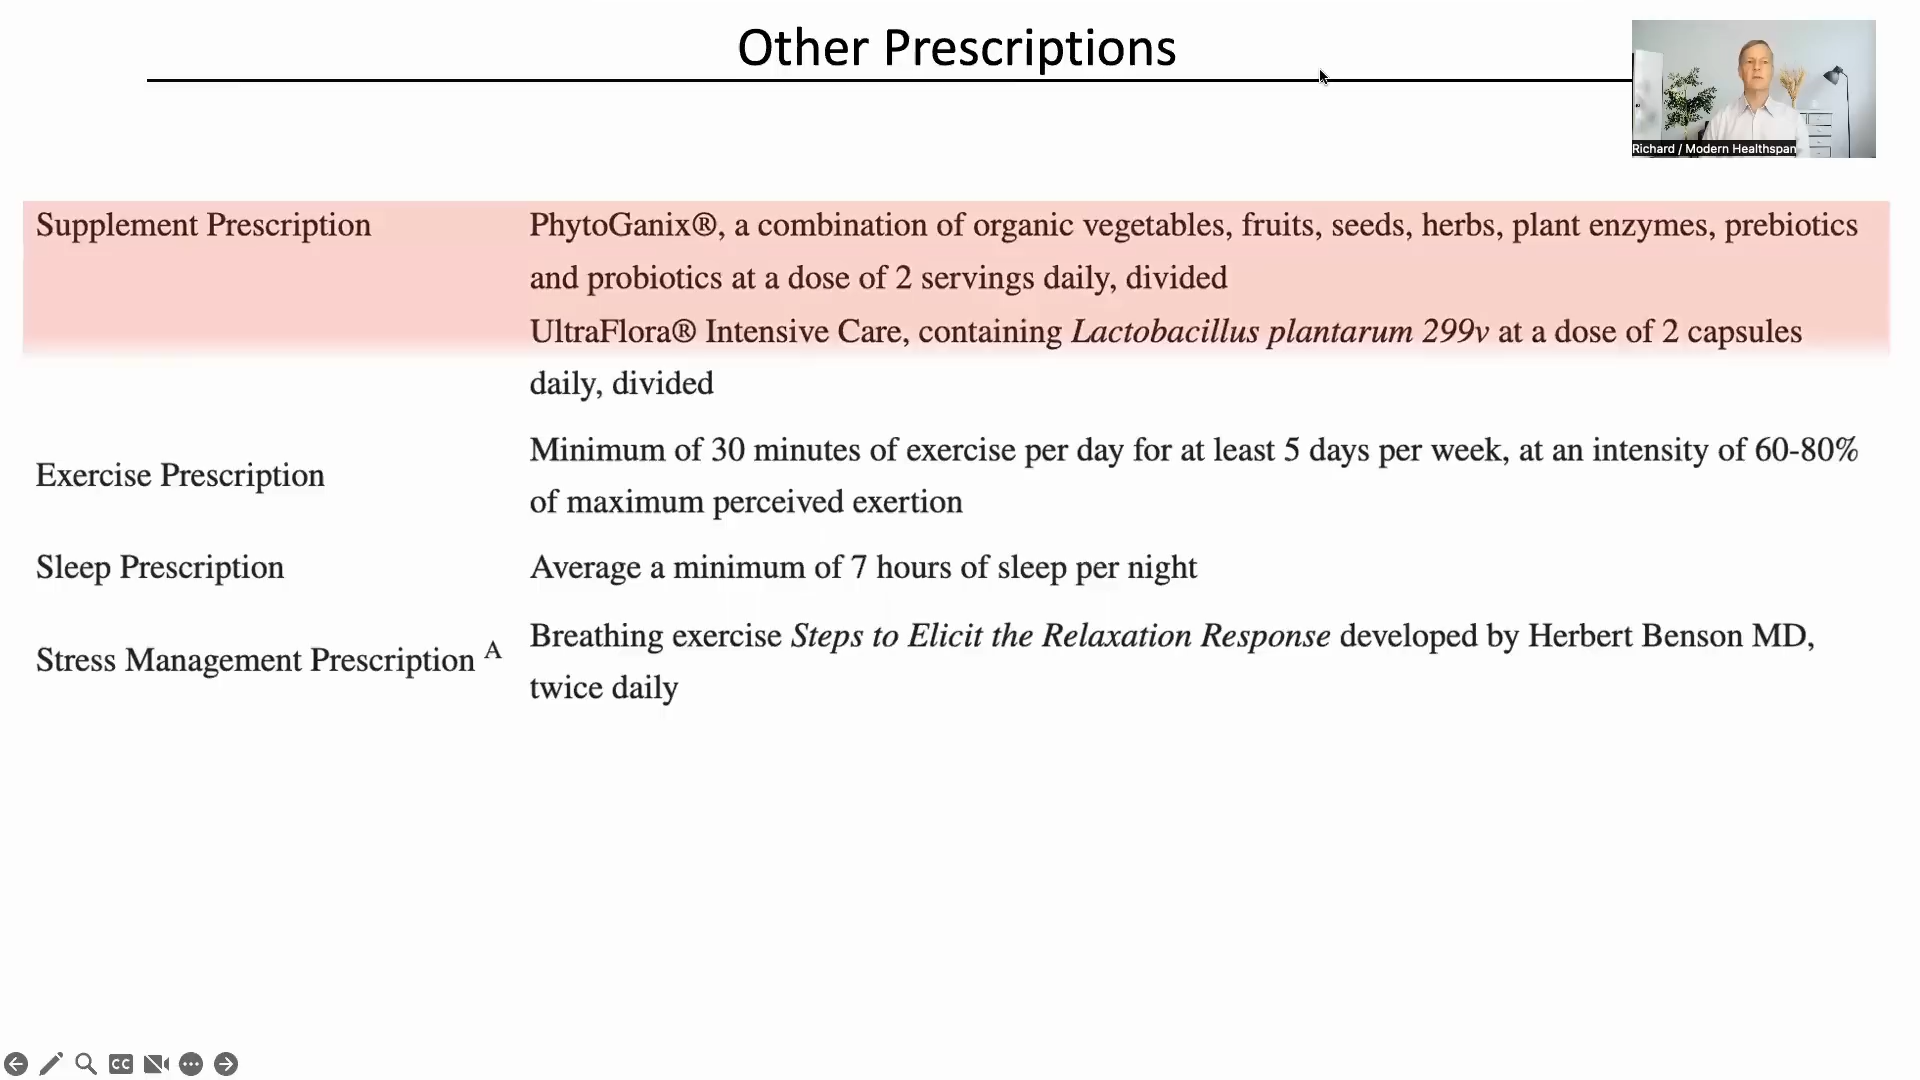 Other Prescriptions
Richard / Modern Healthspan
Supplement Prescription
PhytoGanix®, a combination of organic vegetables, fruits, seeds, herbs, plant enzymes, prebiotics
and probiotics at a dose of 2 servings daily, divided
UltraFlora® Intensive Care, containing Lactobacillus plantarum 299v at a dose of 2 capsules
daily, divided
Exercise Prescription
Minimum of 30 minutes of exercise per day for at least 5 days per week, at an intensity of 60-80%
of maximum perceived exertion
Sleep Prescription
Average a minimum of 7 hours of sleep per night
Stress Management Prescription A
Breathing exercise Steps to Elicit the Relaxation Response developed by Herbert Benson MD,
twice daily
CC